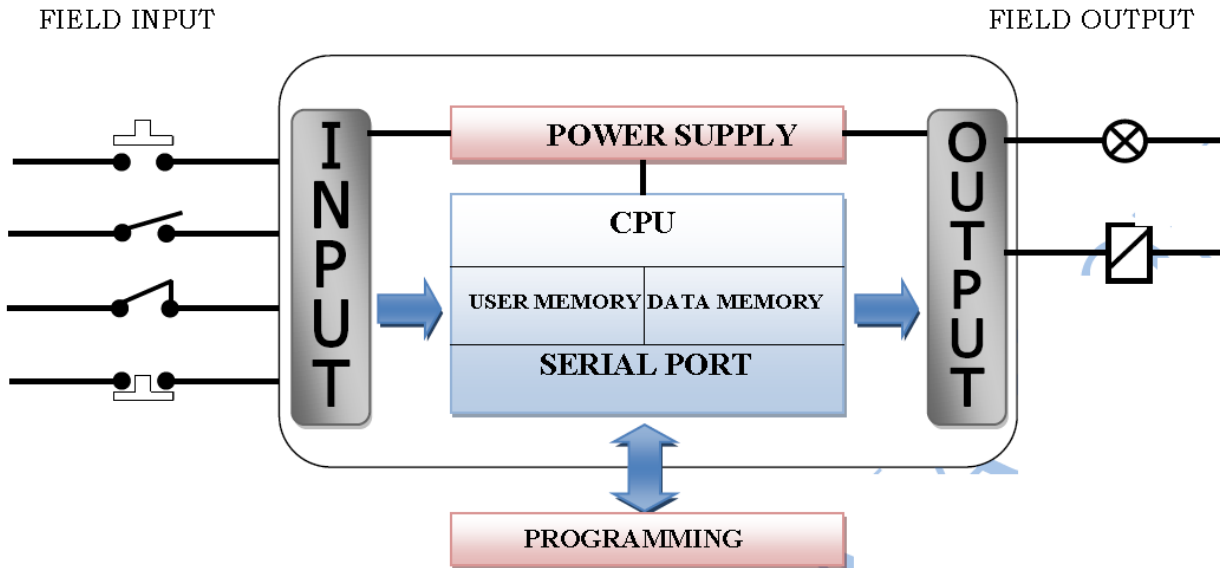 FIELD INPUT
FIELD OUTPUT
INPUT
POWER SUPPLY
CPU
USER MEMORY
DATA MEMORY
SERIAL PORT
OUTPUT
PROGRAMMING